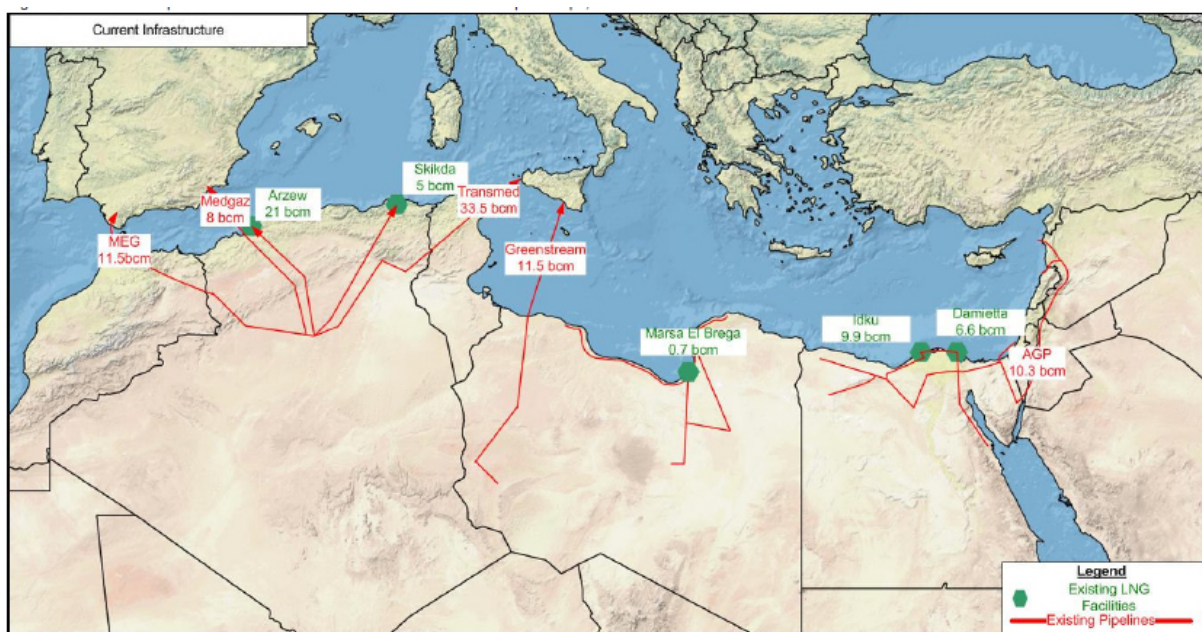 Current Infrastructure
Skikda
5 bcm
Medgaz
8 bcm
Arzew
21 bcm
Transmed
33.5 bcm
MEG
11.5bcm
Greenstream
11.5 bcm
Marsa El Brega
0.7 bcm
Idku
9.9 bcm
Damietta
6.6 bcm
AGP
10.3 bcm
Legend
Existing LNG
Facilities
Existing Pipelines